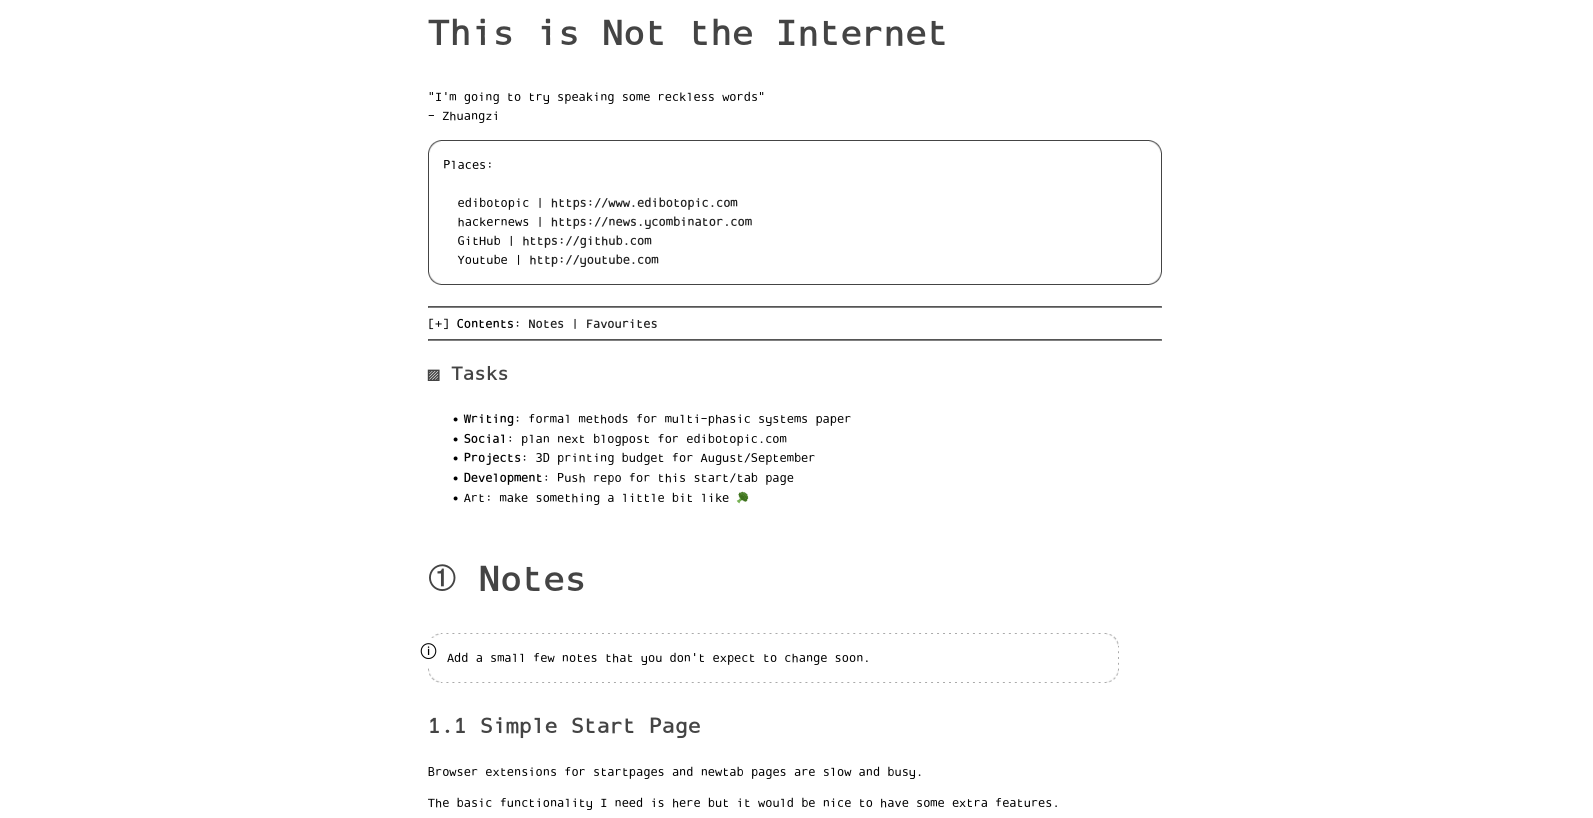 This is Not the Internet
"I'm going to try speaking some reckless words"
- Zhuangzi
Places:
edibotopic | https://www.edibotopic.com
hackernews | https://news.ycombinator.com
GitHub | https://github.com
Youtube | http://youtube.com
[+] Contents: Notes | Favourites
▨ Tasks
• Writing: formal methods for multi-phasic systems paper
• Social: plan next blogpost for edibotopic.com
• Projects: 3D printing budget for August/September
• Development: Push repo for this start/tab page
• Art: make something a little bit like 🌳
① Notes
Add a small few notes that you don't expect to change soon.
1.1 Simple Start Page
Browser extensions for startpages and newtab pages are slow and busy.
The basic functionality I need is here but it would be nice to have some extra features.